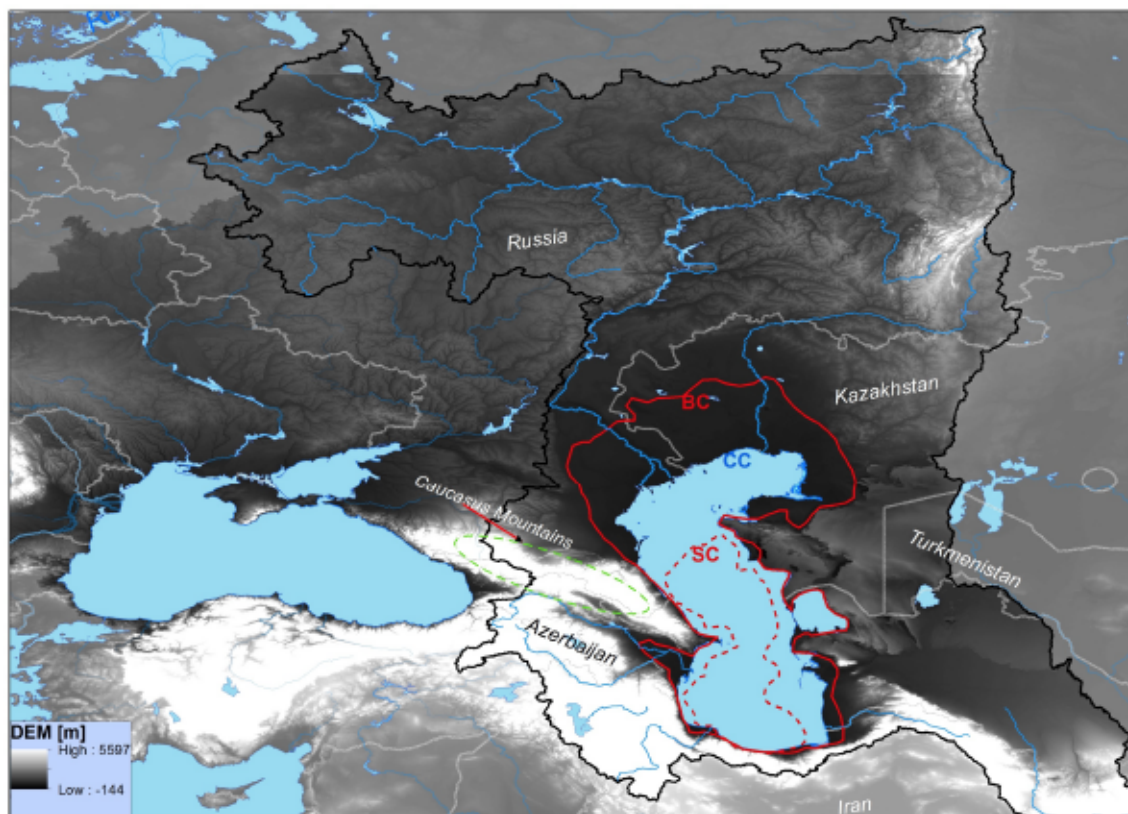 Russia
Kazakhstan
BC
CC
Caucasus Mountains
SC
Turkmenistan
Azerbaijan
DEM [m]
High : 5597
Low : -144
Iran